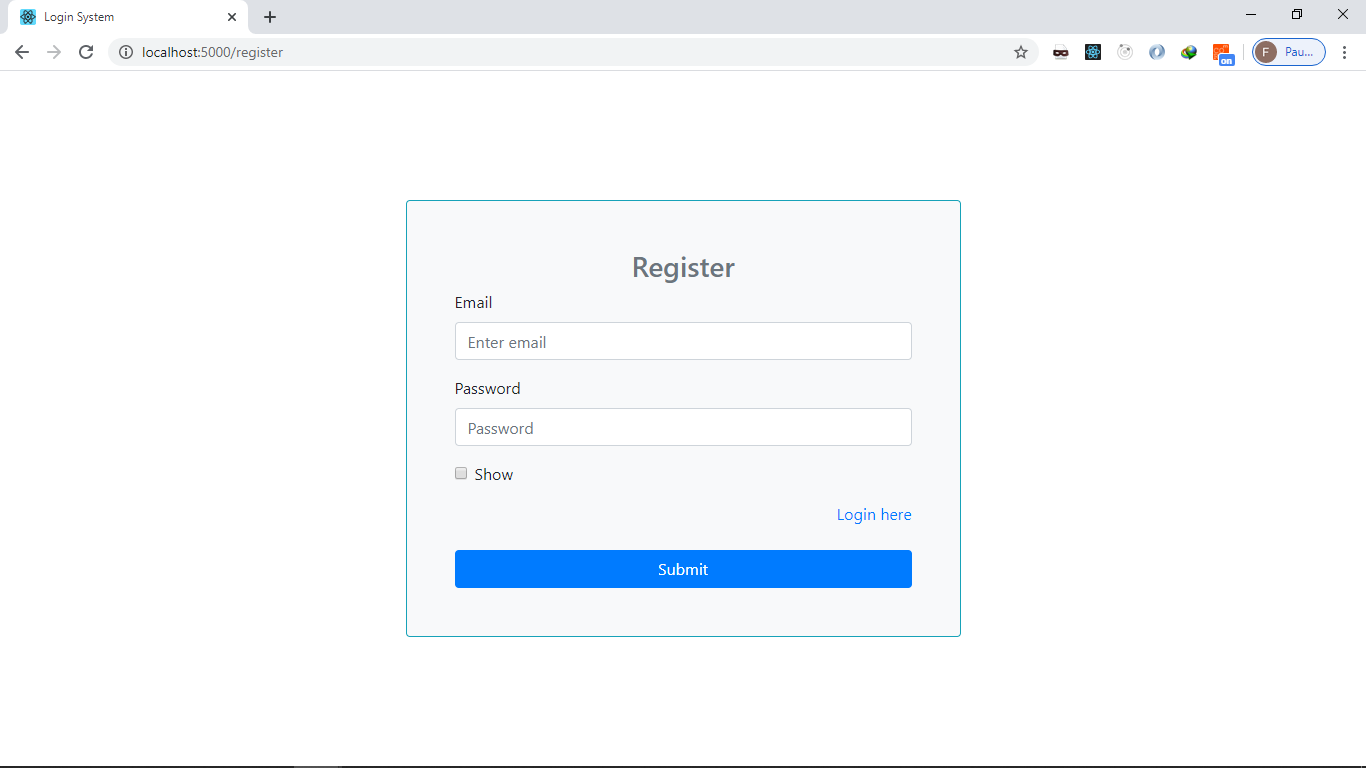 Login System
localhost:5000/register
on
F
Pau...
Register
Email
Enter email
Password
Password
Show
Login here
Submit